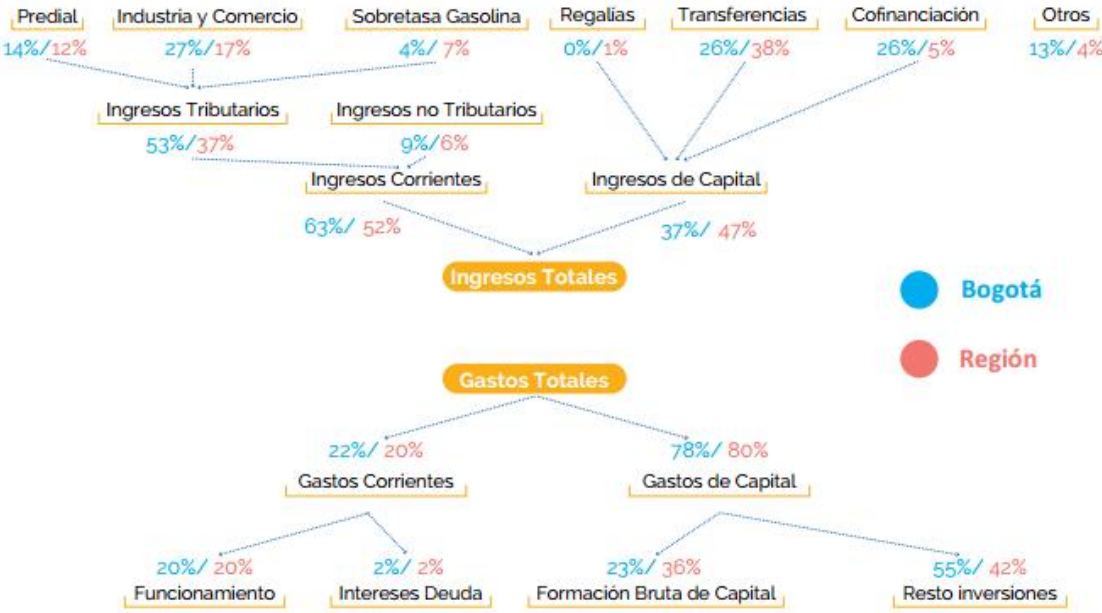 Predial Industria y Comercio Sobretasa Gasolina Regalías Transferencias Cofinanciación Otros
14%/12% 27%/17% 4%/ 7% 0%/1% 26%/38% 26%/5% 13%/4%
Ingresos Tributarios Ingresos no Tributarios
53%/37% 9%/6%
Ingresos Corrientes Ingresos de Capital
63%/ 52% 37%/ 47%
Ingresos Totales
Bogotá
Región
Gastos Totales
22%/ 20% 78%/ 80%
Gastos Corrientes Gastos de Capital
20%/ 20% 2%/ 2% 23%/ 36% 55%/ 42%
Funcionamiento Intereses Deuda Formación Bruta de Capital Resto inversiones